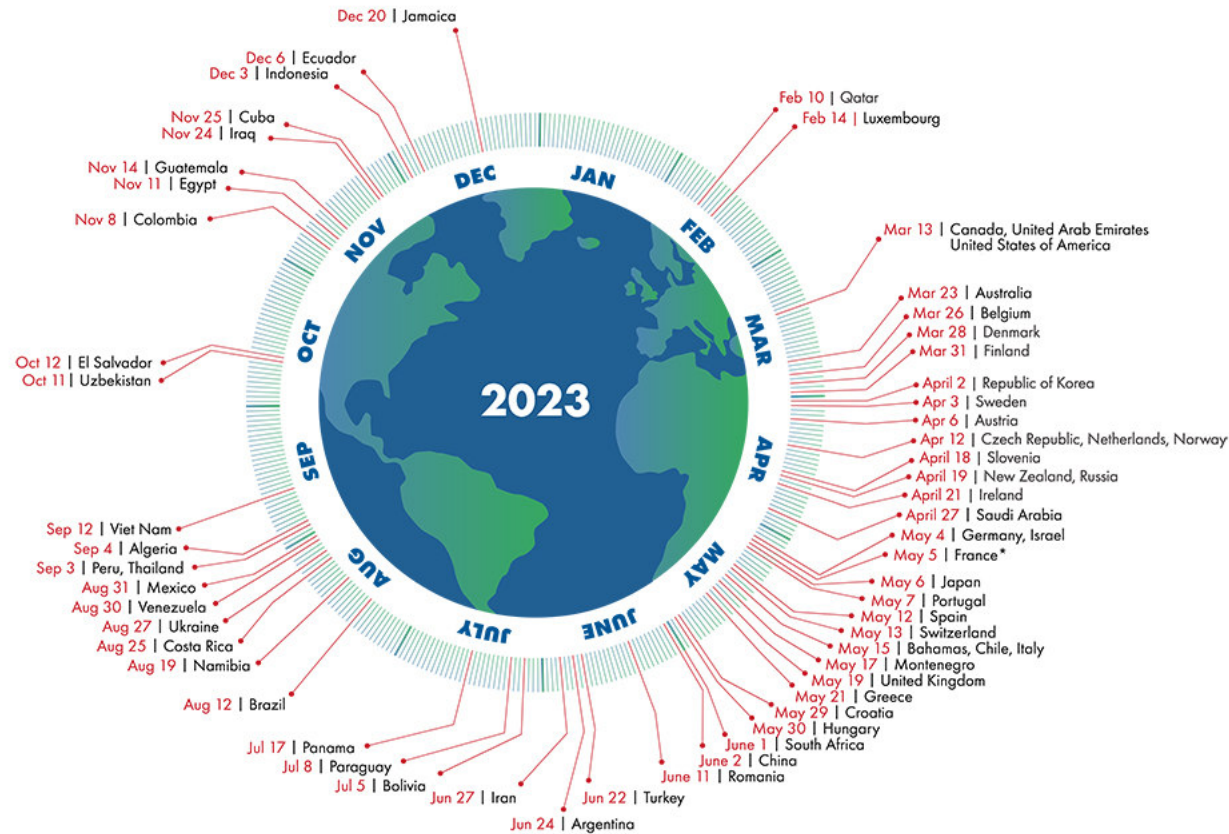 Dec 20 | Jamaica
Dec 6 | Ecuador
Dec 3 | Indonesia
Nov 25 | Cuba
Nov 24 | Iraq
Nov 14 | Guatemala
Nov 11 | Egypt
Nov 8 | Colombia
Oct 12 | El Salvador
Oct 11 | Uzbekistan
Sep 12 | Viet Nam
Sep 4 | Algeria
Sep 3 | Peru, Thailand
Aug 31 | Mexico
Aug 30 | Venezuela
Aug 27 | Ukraine
Aug 25 | Costa Rica
Aug 19 | Namibia
Aug 12 | Brazil
Jul 17 | Panama
Jul 8 | Paraguay
Jul 5 | Bolivia
Jun 27 | Iran
Jun 24 | Argentina
Jun 22 | Turkey
Feb 10 | Qatar
Feb 14 | Luxembourg
Mar 13 | Canada, United Arab Emirates
United States of America
Mar 23 | Australia
Mar 26 | Belgium
Mar 28 | Denmark
Mar 31 | Finland
April 2 | Republic of Korea
Apr 3 | Sweden
Apr 6 | Austria
Apr 12 | Czech Republic, Netherlands, Norway
April 18 | Slovenia
April 19 | New Zealand, Russia
April 21 | Ireland
April 27 | Saudi Arabia
May 4 | Germany, Israel
May 5 | France*
May 6 | Japan
May 7 | Portugal
May 12 | Spain
May 13 | Switzerland
May 15 | Bahamas, Chile, Italy
May 17 | Montenegro
May 19 | United Kingdom
May 21 | Greece
May 29 | Croatia
May 30 | Hungary
June 1 | South Africa
June 2 | China
June 11 | Romania
JAN
FEB
MAR
APR
MAY
JUNE
JULY
AUG
SEP
OCT
NOV
DEC
2023